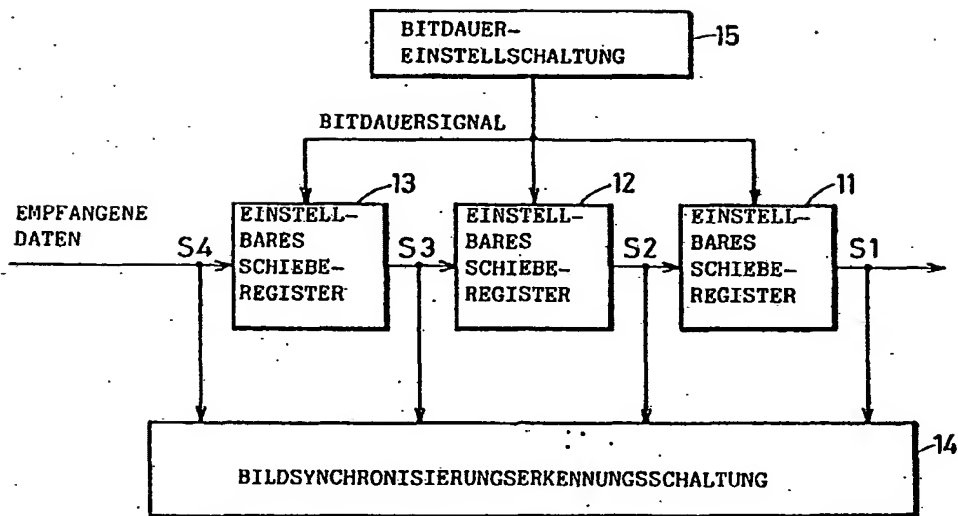 BITDAUER-
EINSTELLSCHALTUNG
15
BITDAUERSIGNAL
13
12
11
EMPFANGENE
DATEN
S4
EINSTELL-
BARES
SCHIEBE-
REGISTER
S3
EINSTELL-
BARES
SCHIEBE-
REGISTER
S2
EINSTELL-
BARES
SCHIEBE-
REGISTER
S1
14
BILDSYNCHRONISIERUNGSERKENNUNGSSCHALTUNG